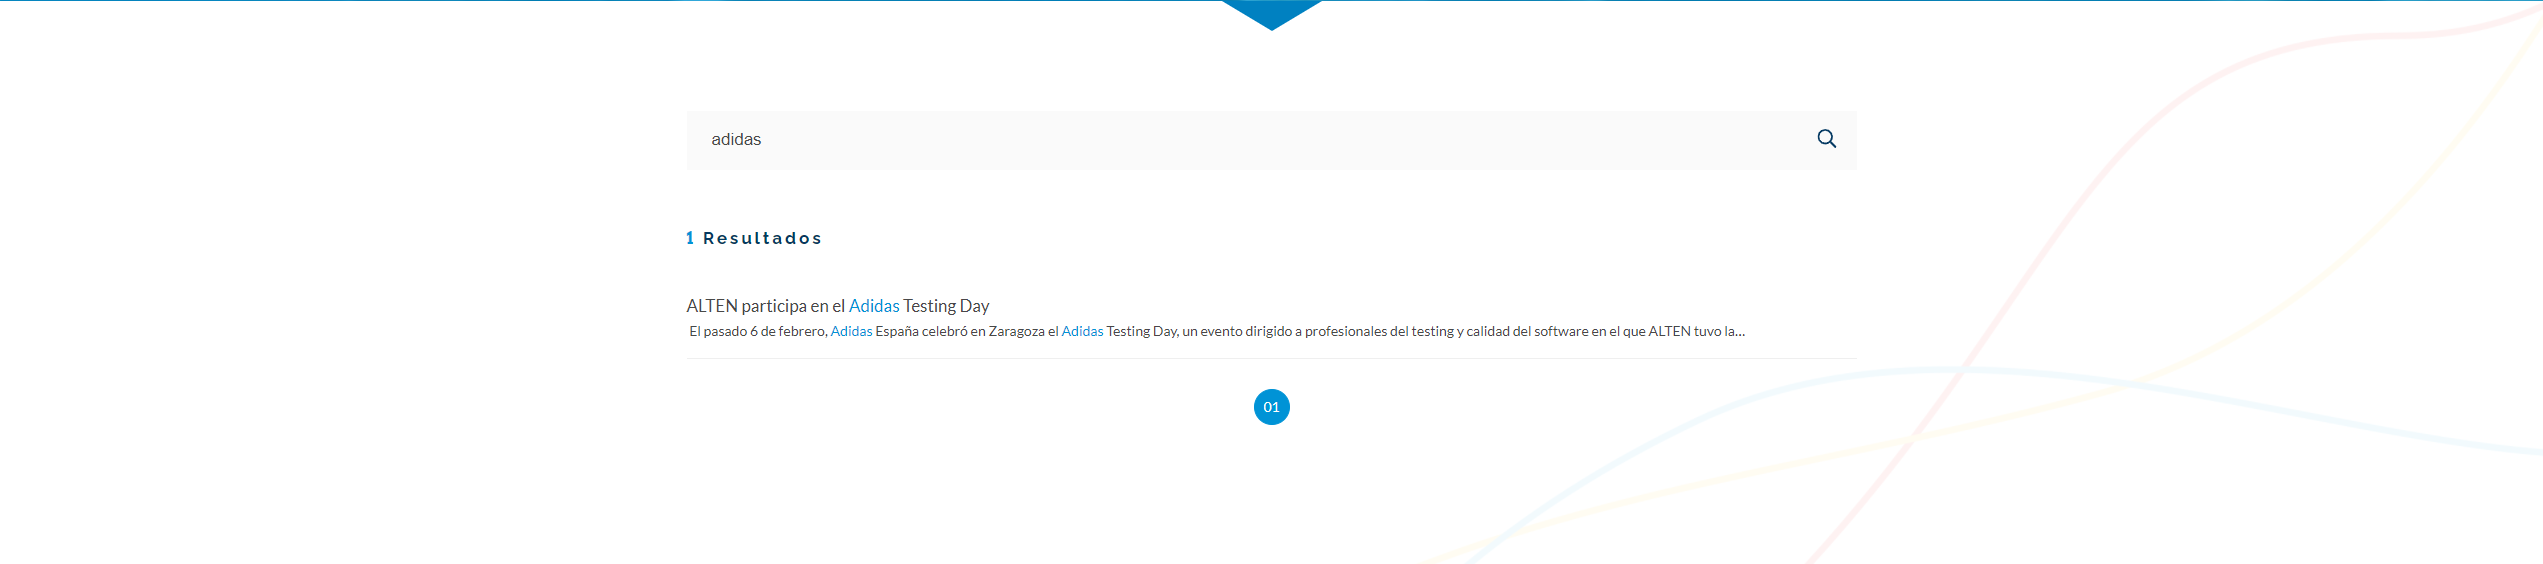 adidas
1 Resultados
ALTEN participa en el Adidas Testing Day
El pasado 6 de febrero, Adidas España celebró en Zaragoza el Adidas Testing Day, un evento dirigido a profesionales del testing y calidad del software en el que ALTEN tuvo la...
01